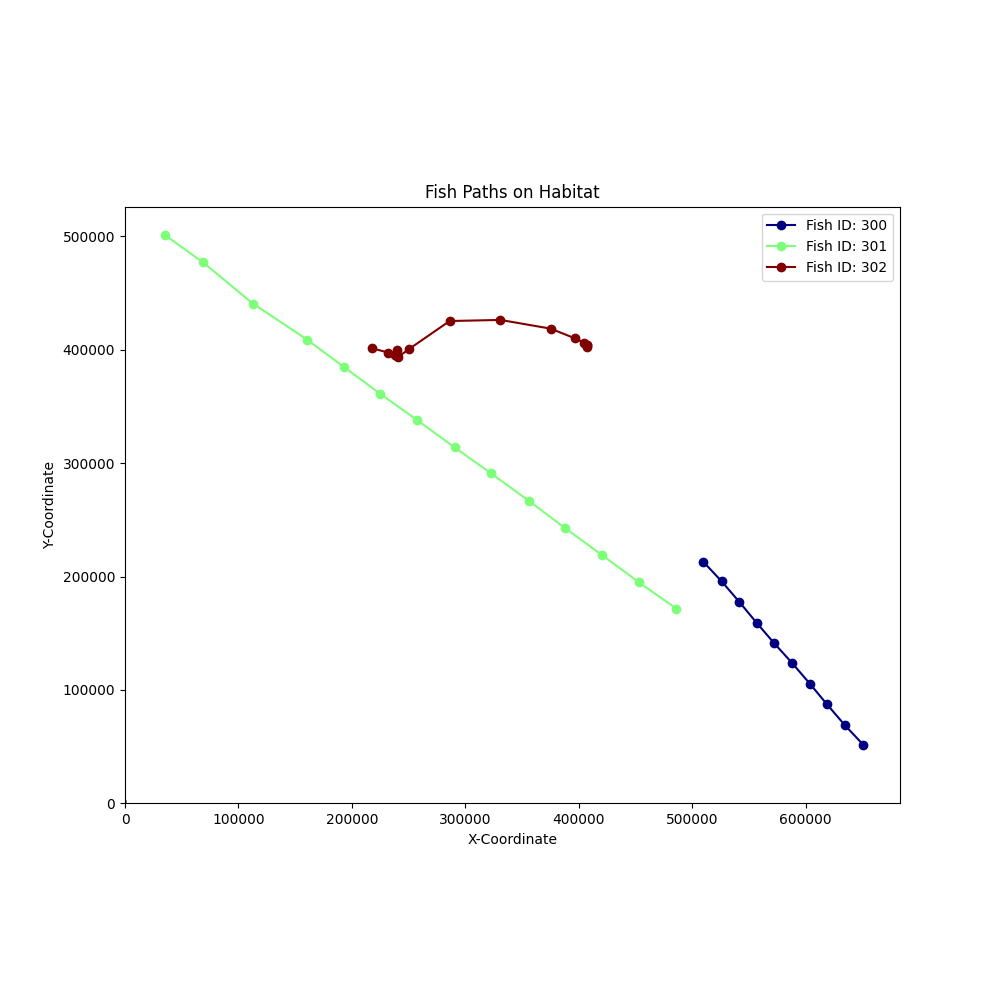 Fish Paths on Habitat
Fish ID: 300
Fish ID: 301
Fish ID: 302
500000
400000
300000
200000
100000
0
Y-Coordinate
0 100000 200000 300000 400000 500000 600000
X-Coordinate